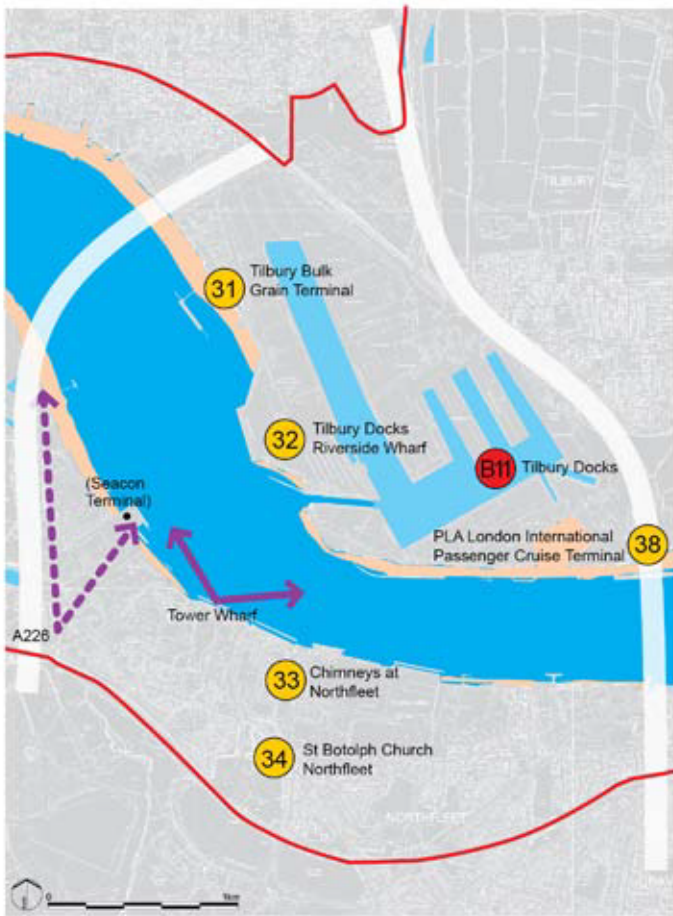 TILBURY
31
Tilbury Bulk
Grain Terminal
32
Tilbury Docks
Riverside Wharf
B11
Tilbury Docks
(Seacon
Terminal)
PLA London International
Passenger Cruise Terminal
38
Tower Wharf
A226
33
Chimneys at
Northfleet
34
St Botolph Church
Northfleet
NORTHFLEET
0
1km